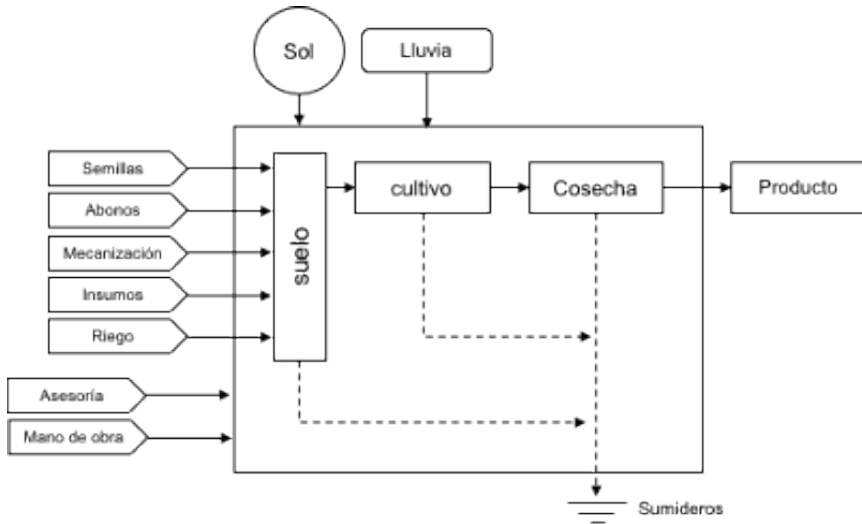 Sol
Lluvia
Semillas
Abonos
Mecanización
Insumos
Riego
Asesoría
Mano de obra
suelo
cultivo
Cosecha
Producto
Sumideros